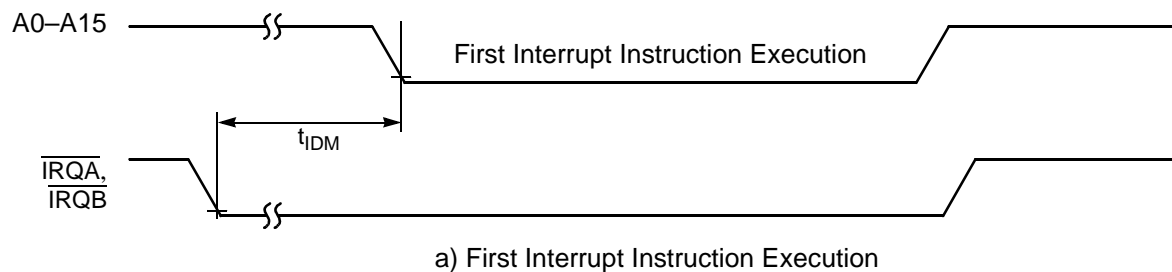 A0–A15
First Interrupt Instruction Execution
tIDM
IRQA,
IRQB
a) First Interrupt Instruction Execution